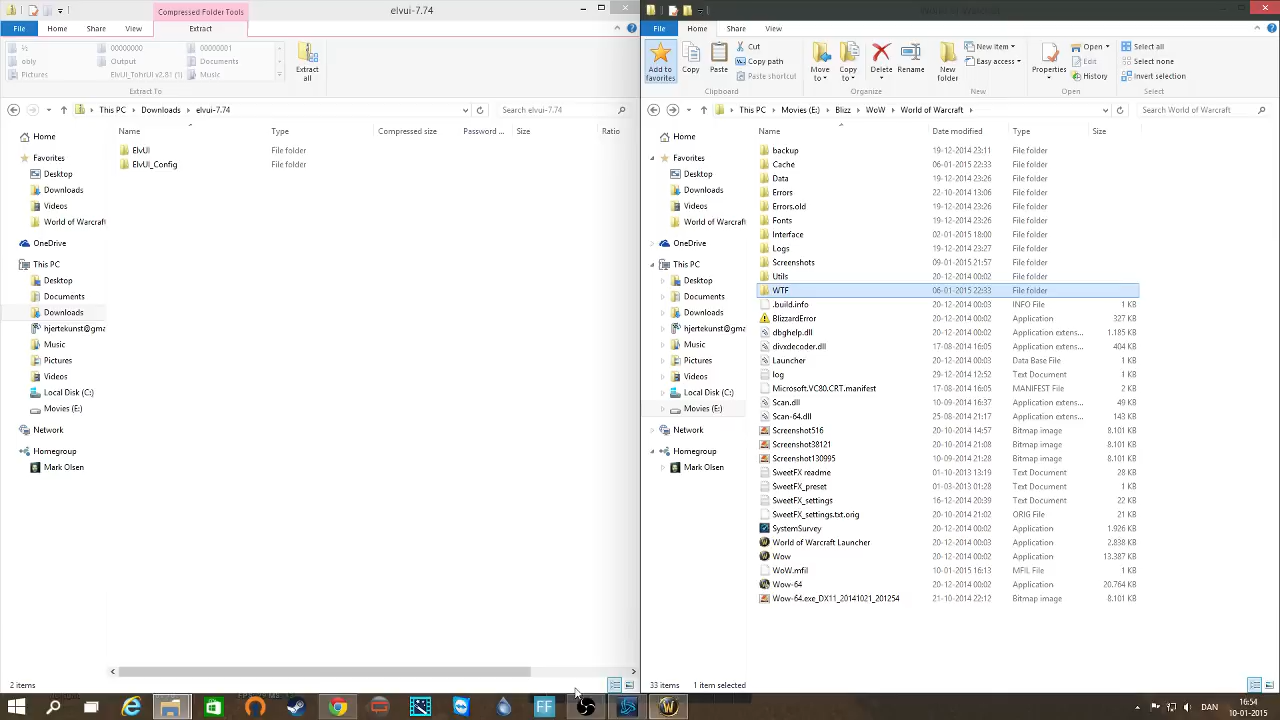 Compressed Folder Tools
elvui-7.74
File
Home
Share
View
Extract
00000000
00000001
obly
Output
Documents
Pictures
ElvUI_TohrUI v2.81 (1)
Music
Extract all
Extract To
This PC
Downloads
elvui-7.74
Search elvui-7.74
Name
Type
Compressed size
Password ...
Size
Ratio
ElvUI
File folder
ElvUI_Config
File folder
Home
Favorites
Desktop
Downloads
Videos
World of Warcraft
OneDrive
This PC
Desktop
Documents
Downloads
hjertekunst@gma
Music
Pictures
Videos
Local Disk (C:)
Movies (E:)
Network
Homegroup
Mark Olsen
2 items
File
Home
Share
View
Add to favorites
Copy
Paste
Cut
Copy path
Paste shortcut
Clipboard
Move to
Copy to
Delete
Rename
Organize
New folder
New item
Easy access
New
Properties
Open
Edit
History
Open
Select all
Select none
Invert selection
Select
This PC
Movies (E:)
Blizz
WoW
World of Warcraft
Search World of Warcraft
Name
Date modified
Type
Size
backup 19-12-2014 23:11 File folder
Cache 06-01-2015 22:33 File folder
Data 19-12-2014 23:26 File folder
Errors 22-10-2014 13:06 File folder
Errors.old 19-12-2014 23:26 File folder
Fonts 19-12-2014 23:26 File folder
Interface 02-01-2015 18:00 File folder
Logs 19-12-2014 23:27 File folder
Screenshots 09-01-2015 21:57 File folder
Utils 20-12-2014 00:02 File folder
WTF 06-01-2015 22:33 File folder
.build.info 20-12-2014 00:03 INFO File 1 KB
BlizzardError 20-12-2014 00:02 Application 327 KB
dbghelp.dll 20-12-2014 00:02 Application extens... 1.185 KB
divxdecoder.dll 17-08-2014 16:05 Application extens... 404 KB
Launcher 20-12-2014 00:03 Data Base File 1 KB
log 29-12-2014 12:52 Text Document 1 KB
Microsoft.VC80.CRT.manifest 17-08-2014 16:05 MANIFEST File 2 KB
Scan.dll 10-09-2014 16:37 Application extens... 49 KB
Scan-64.dll 25-08-2014 21:17 Application extens... 143 KB
Screenshot516 20-10-2014 14:57 Bitmap image 8.101 KB
Screenshot38121 20-10-2014 21:08 Bitmap image 8.101 KB
Screenshot130995 10-09-2014 21:28 Bitmap image 8.101 KB
SweetFX readme 01-10-2013 13:19 Text Document 1 KB
SweetFX_preset 01-03-2013 01:28 Text Document 1 KB
SweetFX_settings 16-12-2014 20:39 Text Document 22 KB
SweetFX_settings.txt.orig 20-10-2014 21:02 ORIG File 21 KB
SystemSurvey 20-12-2014 00:02 Application 1.926 KB
World of Warcraft Launcher 20-12-2014 00:03 Application 2.838 KB
Wow 20-12-2014 00:02 Application 13.387 KB
WoW.mfil 10-01-2015 16:13 MFIL File 1 KB
Wow-64 20-12-2014 00:02 Application 20.764 KB
Wow-64.exe_DX11_20141021_201254 21-10-2014 22:12 Bitmap image 8.101 KB
Home
Favorites
Desktop
Downloads
Videos
World of Warcraft
OneDrive
This PC
Desktop
Documents
Downloads
hjertekunst@gma
Music
Pictures
Videos
Local Disk (C:)
Movies (E:)
Network
Homegroup
Mark Olsen
33 items
1 item selected
FF
DAN
16:54
10-01-2015